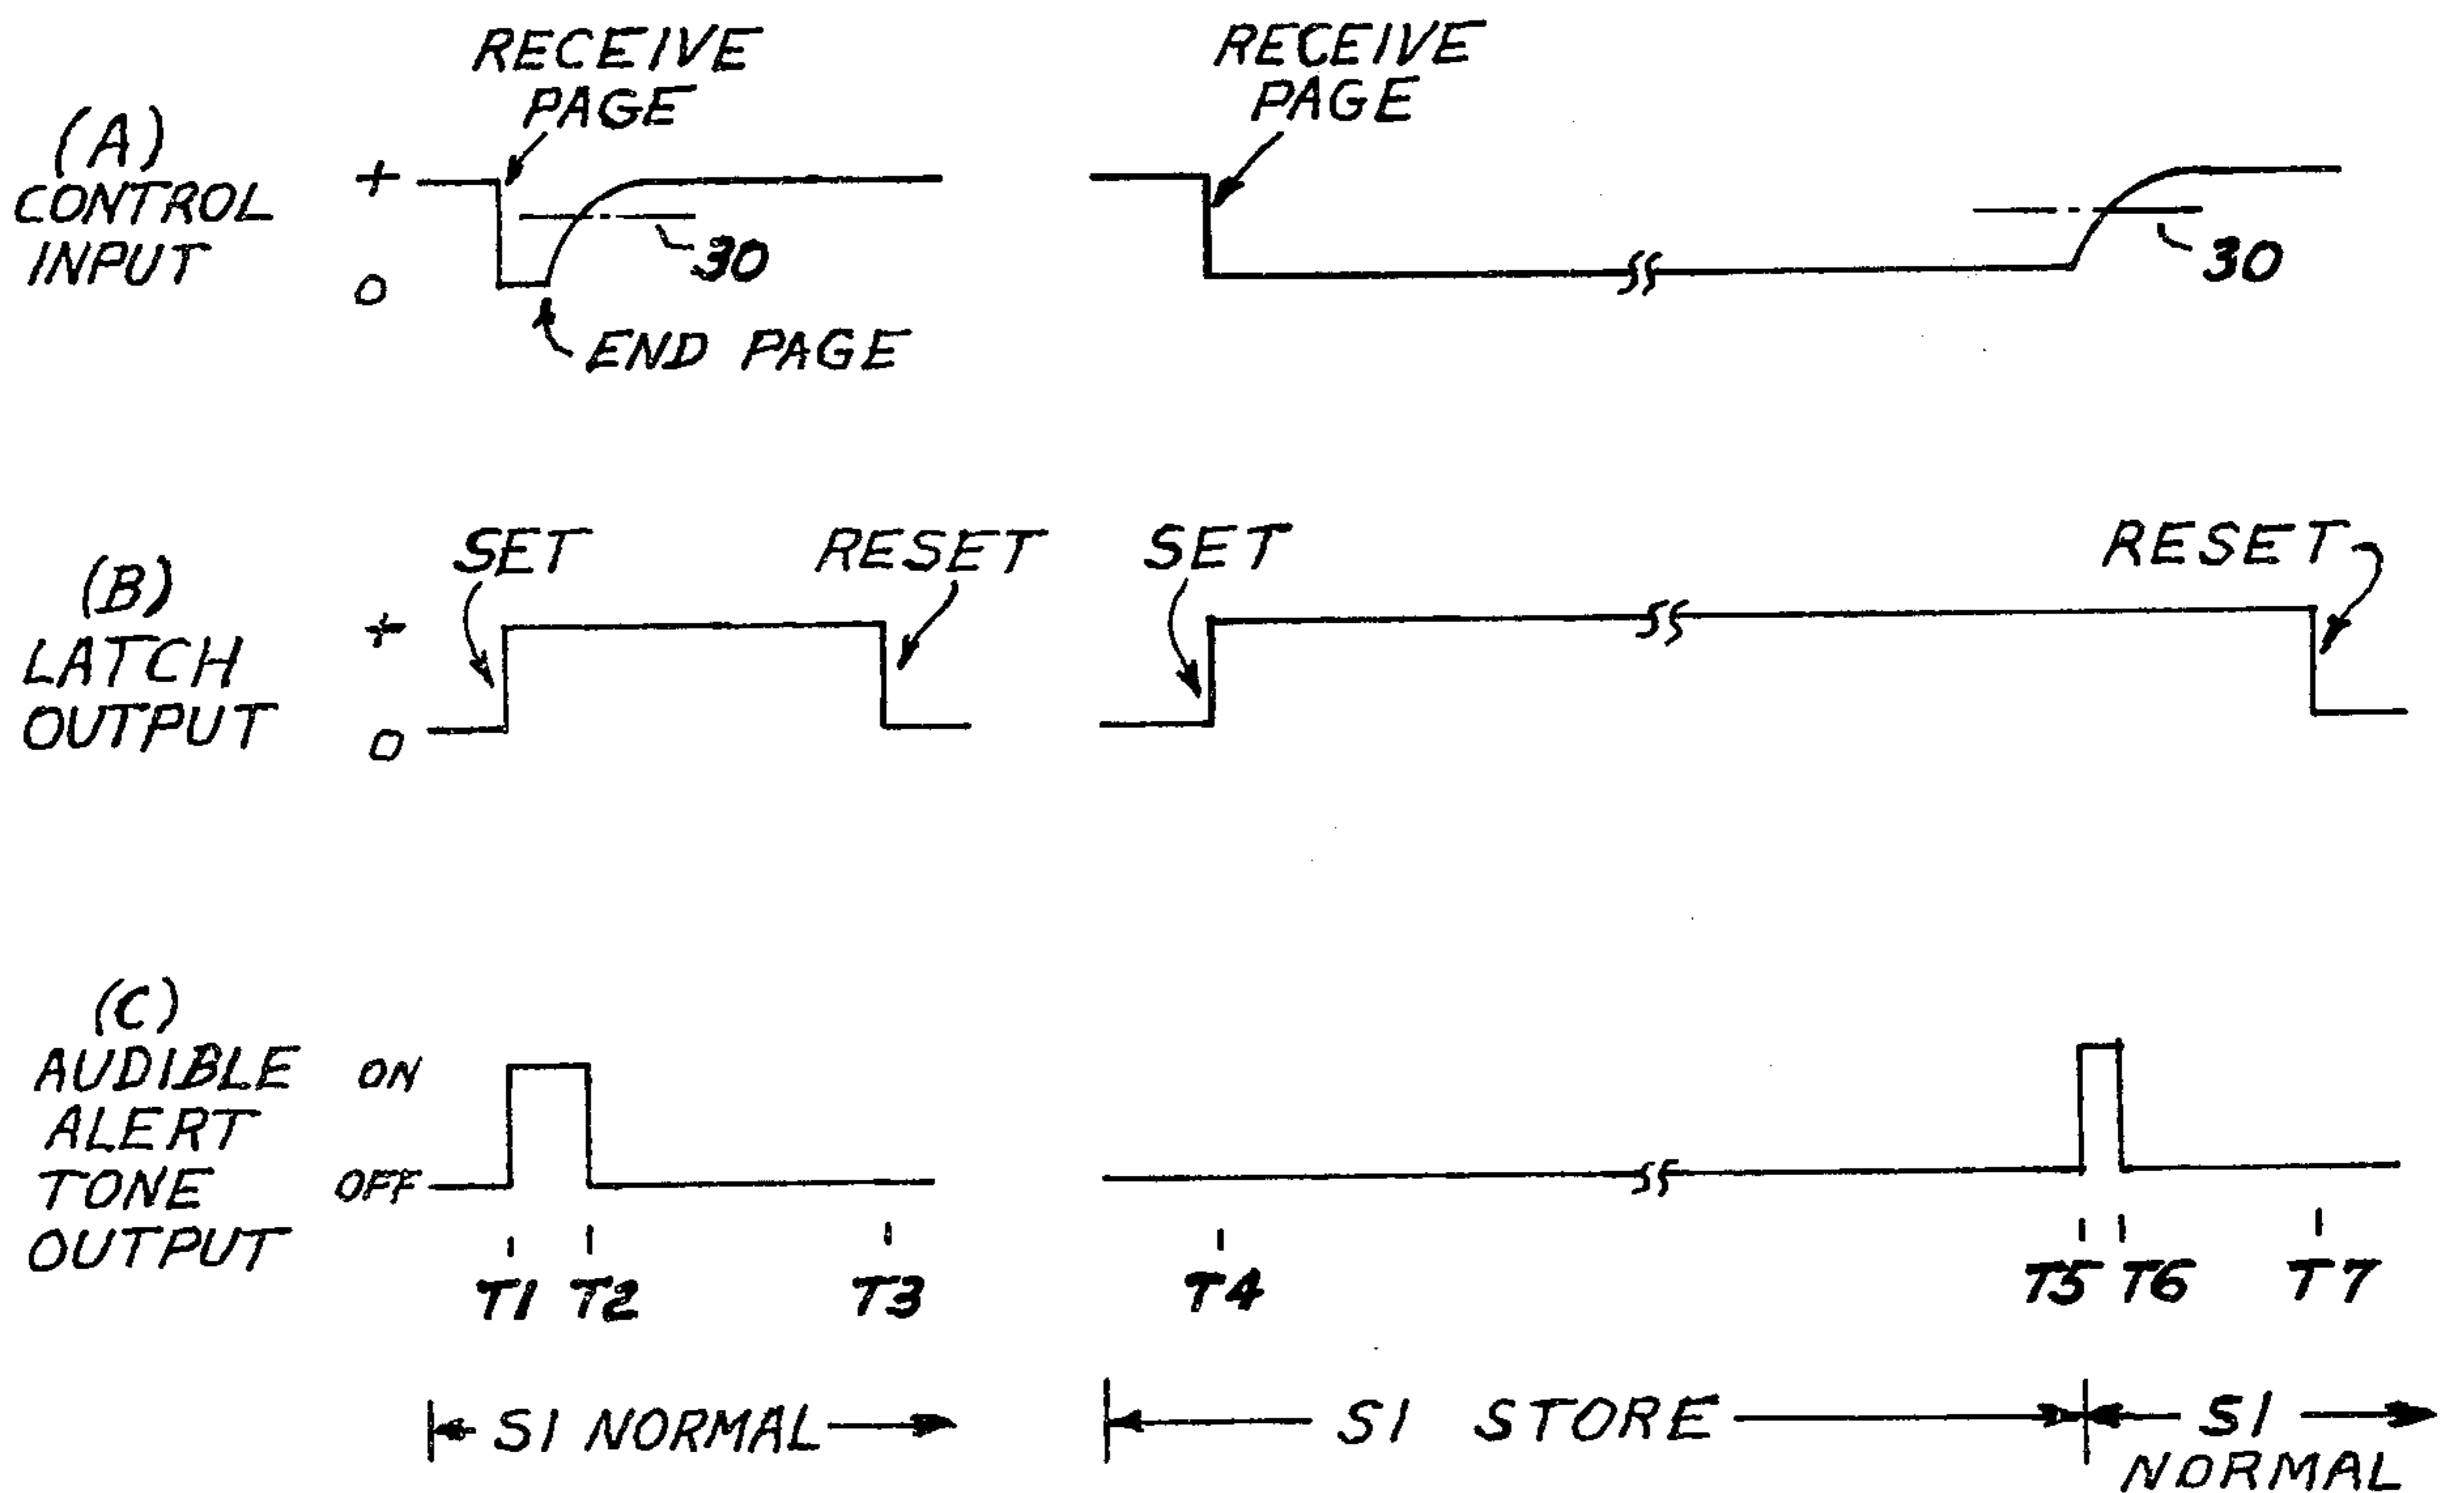 RECEIVE
PAGE
RECEIVE
PAGE
(A)
CONTROL
INPUT
+
0
30
30
END PAGE
SET
RESET
SET
RESET
(B)
LATCH
OUTPUT
+
0
(C)
AUDIBLE
ALERT
TONE
OUTPUT
ON
OFF
T1 T2 T3 T4 T5 T6 T7
S1 NORMAL
S1 STORE
S1
NORMAL